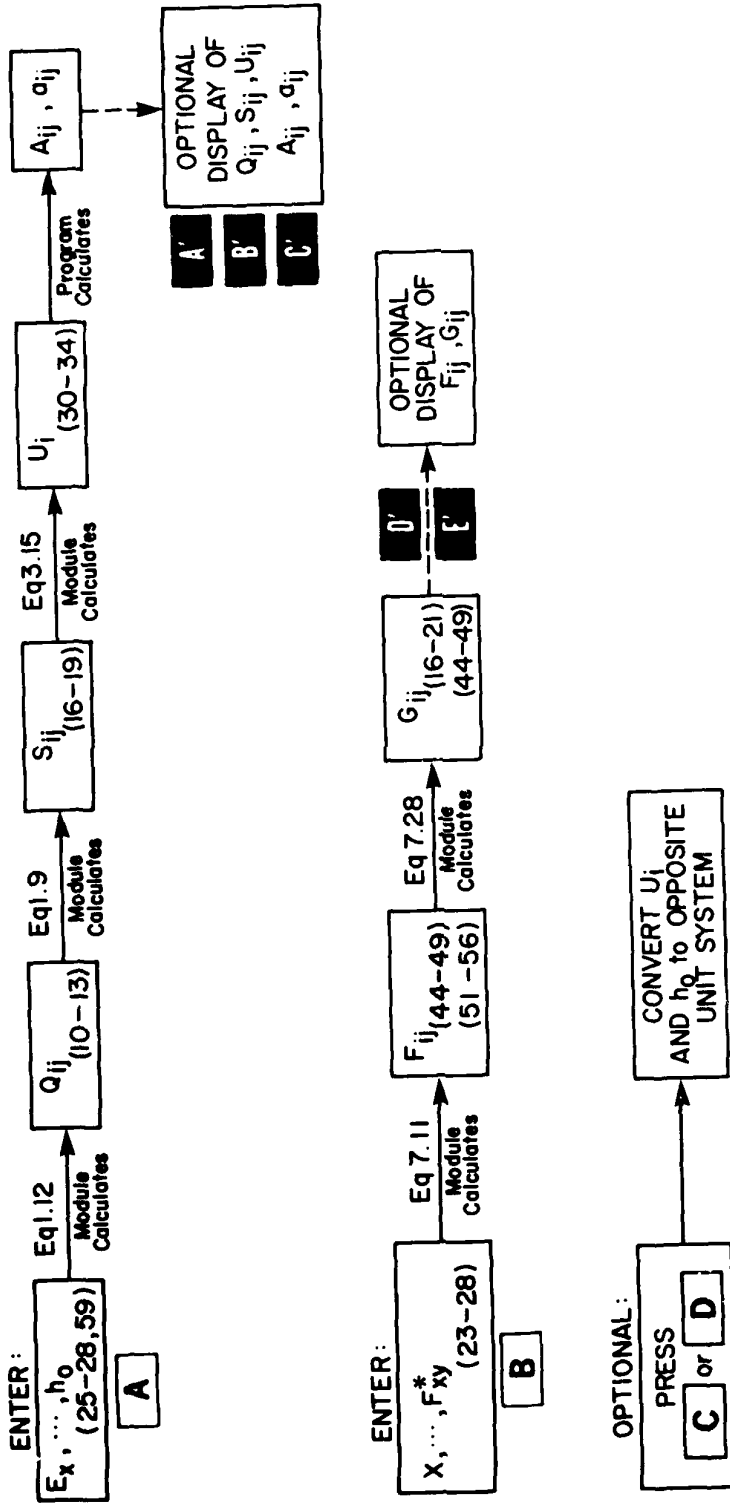 ENTER:
Eₓ, ⋯, h₀
(25-28,59)
A
Eq1.12
Module
Calculates
Qij
(10-13)
Eq1.9
Module
Calculates
Sij
(16-19)
Eq3.15
Module
Calculates
Ui
(30-34)
Program
Calculates
Aij, aij
A'
B'
C'
OPTIONAL
DISPLAY OF
Qij, Sij, Uij
Aij, aij
ENTER:
X, ⋯, F*xy
(23-28)
B
Eq 7.11
Module
Calculates
Fij(44-49)
(51-56)
Eq 7.28
Module
Calculates
Gij(16-21)
(44-49)
D'
E'
OPTIONAL
DISPLAY OF
Fij, Gij
OPTIONAL:
PRESS
C or D
CONVERT Ui
AND h₀ to OPPOSITE
UNIT SYSTEM